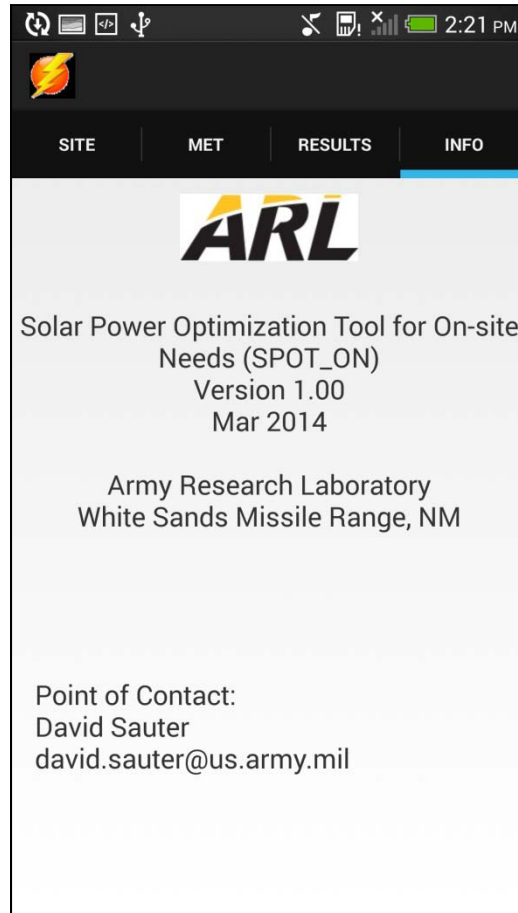 2:21 PM
SITE MET RESULTS INFO
ARL
Solar Power Optimization Tool for On-site
Needs (SPOT_ON)
Version 1.00
Mar 2014
Army Research Laboratory
White Sands Missile Range, NM
Point of Contact:
David Sauter
david.sauter@us.army.mil